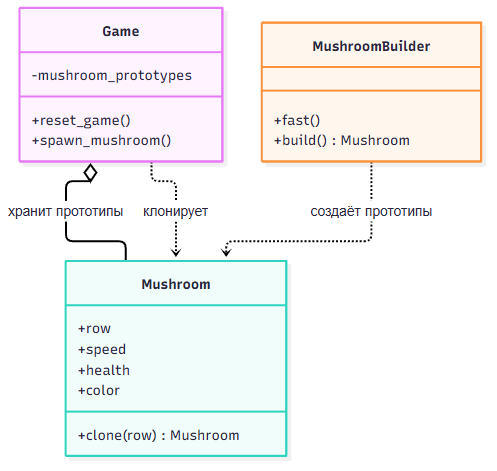 Game
-mushroom_prototypes
+reset_game()
+spawn_mushroom()
MushroomBuilder
+fast()
+build() : Mushroom
хранит прототипы
клонирует
создаёт прототипы
Mushroom
+row
+speed
+health
+color
+clone(row) : Mushroom